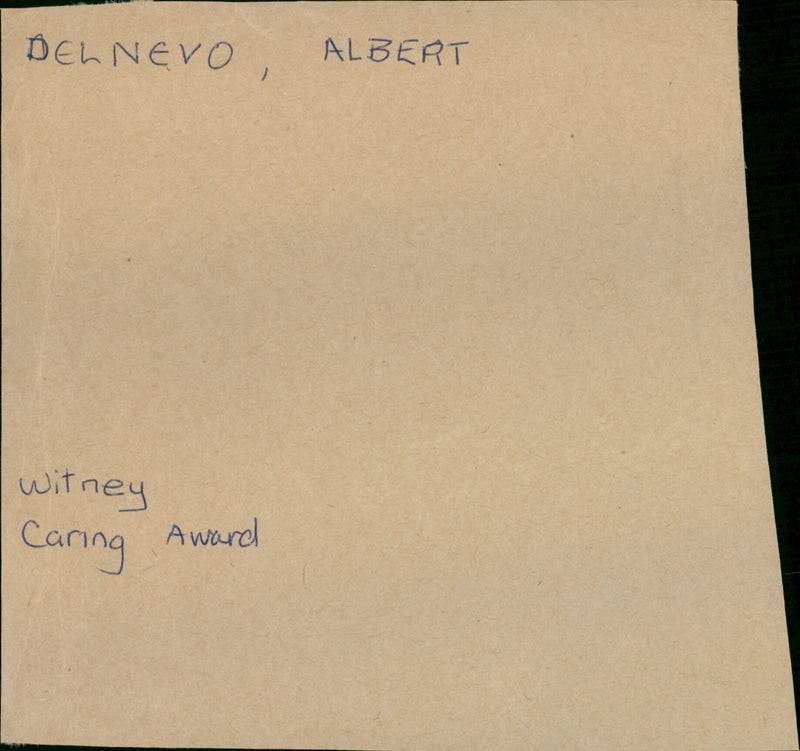 DELNEVO, ALBERT
Witney
Caring Award